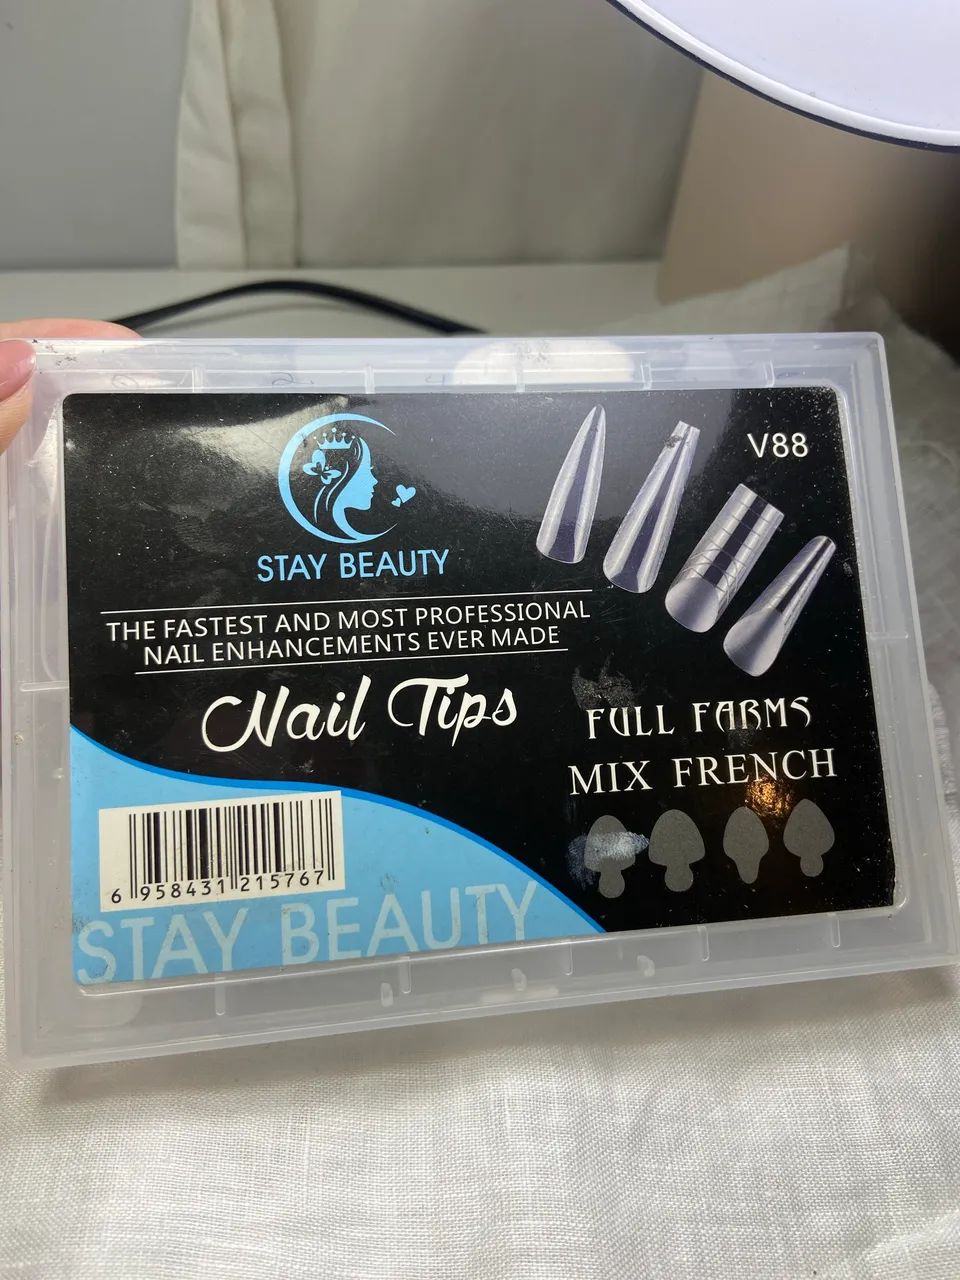 STAY BEAUTY
V88
THE FASTEST AND MOST PROFESSIONAL
NAIL ENHANCEMENTS EVER MADE
Nail Tips
FULL FARMS
MIX FRENCH
6 958431 215767
STAY BEAUTY